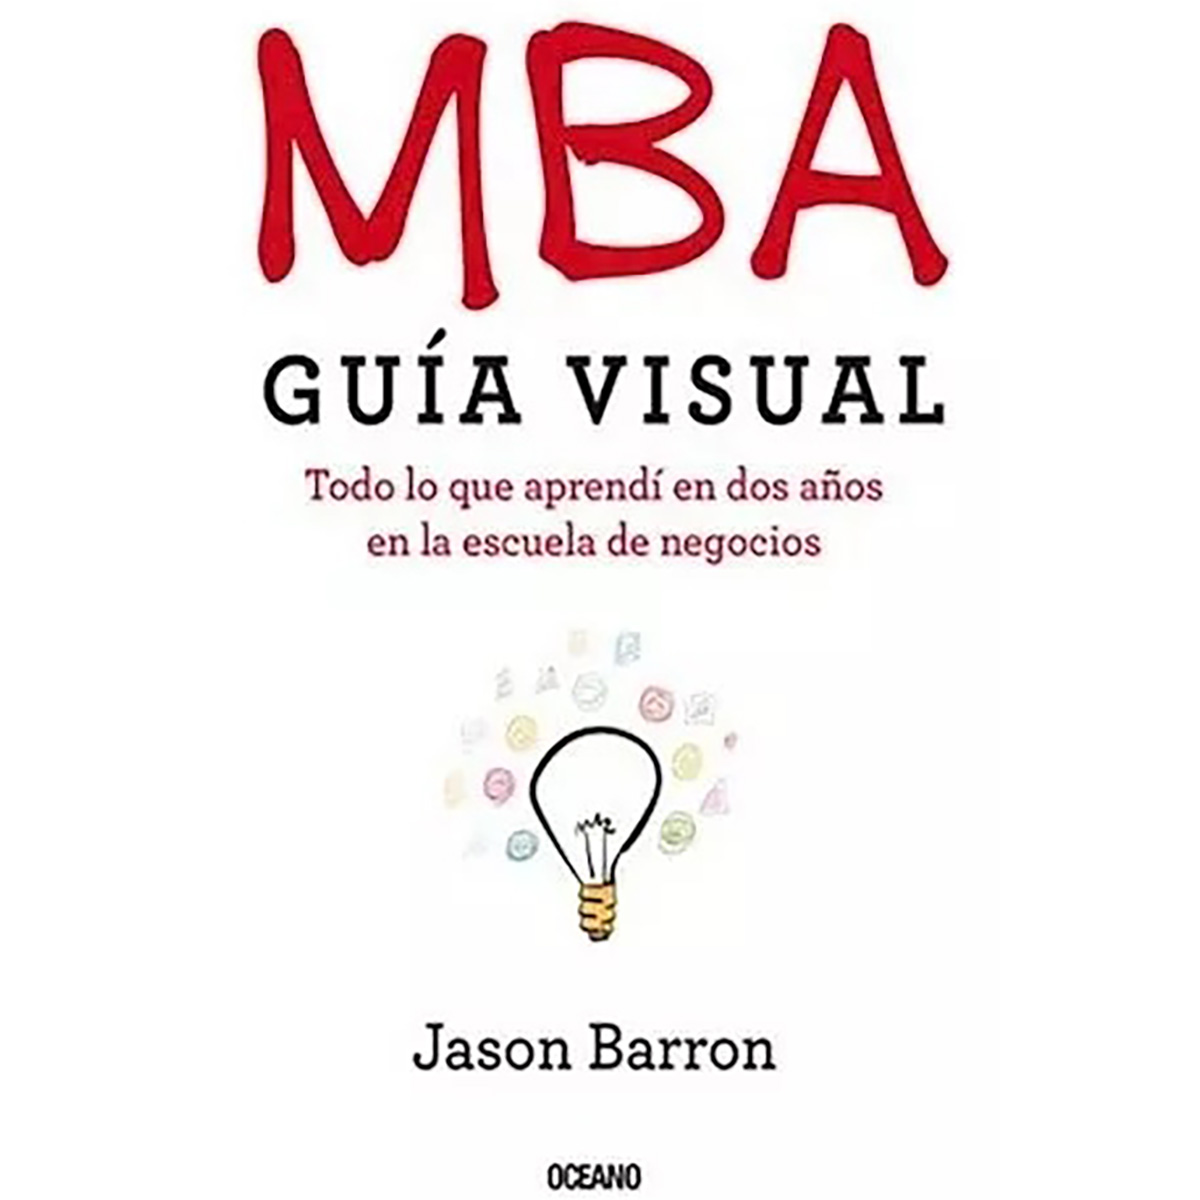 MBA
GUÍA VISUAL
Todo lo que aprendí en dos años
en la escuela de negocios
Jason Barron
OCEANO